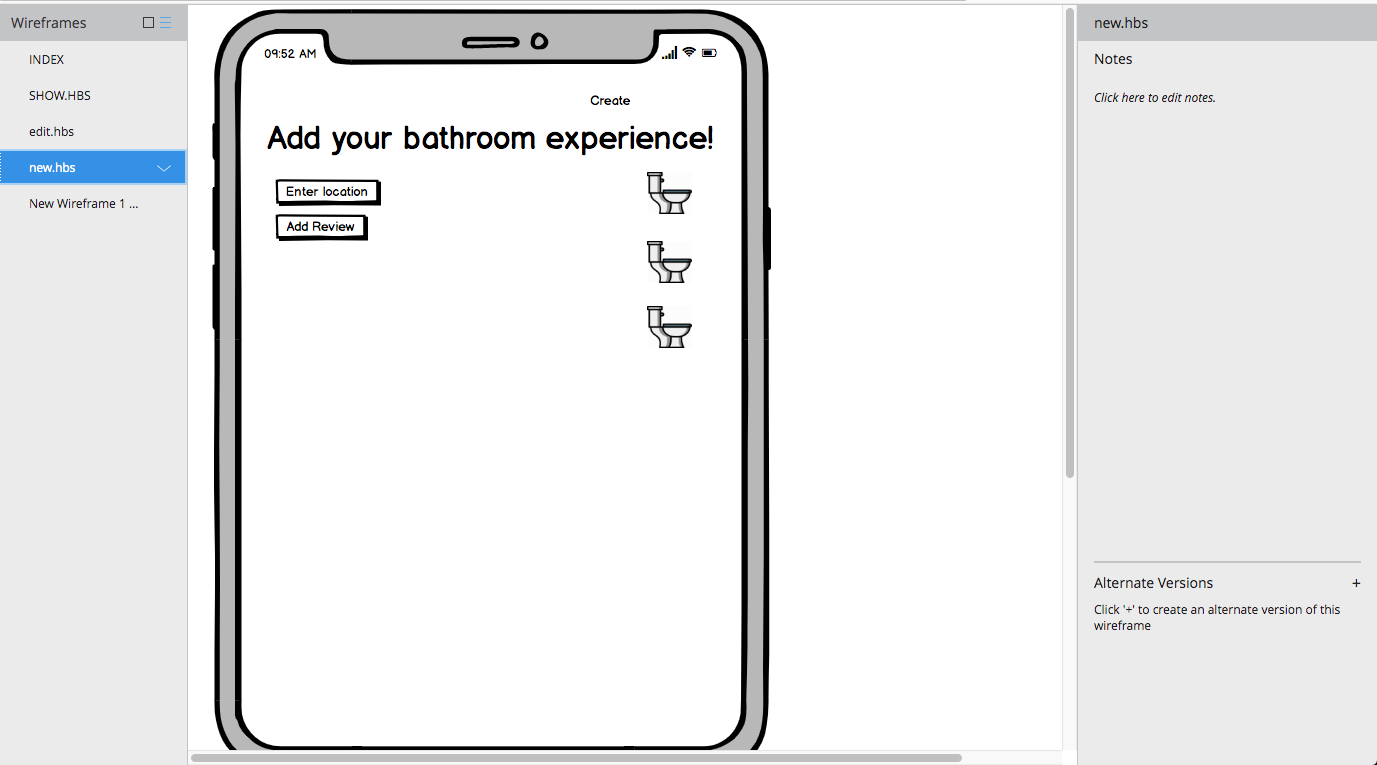 Wireframes
INDEX
SHOW.HBS
edit.hbs
new.hbs
New Wireframe 1 ...
09:52 AM
Create
Add your bathroom experience!
Enter location
Add Review
new.hbs
Notes
Click here to edit notes.
Alternate Versions +
Click '+' to create an alternate version of this
wireframe